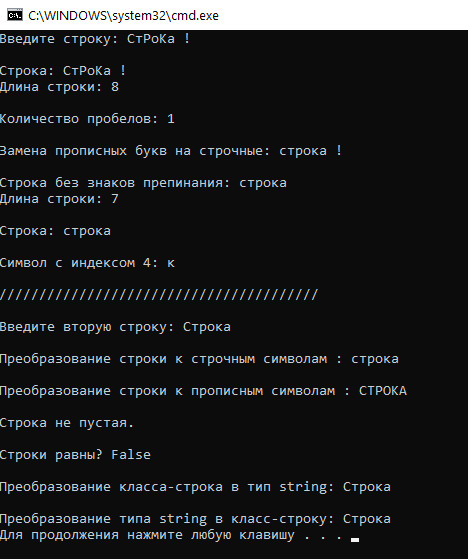 C:\WINDOWS\system32\cmd.exe
Введите строку: СтРоКа !
Строка: СтРоКа !
Длина строки: 8
Количество пробелов: 1
Замена прописных букв на строчные: строка !
Строка без знаков препинания: строка
Длина строки: 7
Строка: строка
Символ с индексом 4: к
////////////////////////////////////////
Введите вторую строку: Строка
Преобразование строки к строчным символам : строка
Преобразование строки к прописным символам : СТРОКА
Строка не пустая.
Строки равны? False
Преобразование класса-строка в тип string: Строка
Преобразование типа string в класс-строку: Строка
Для продолжения нажмите любую клавишу . . .